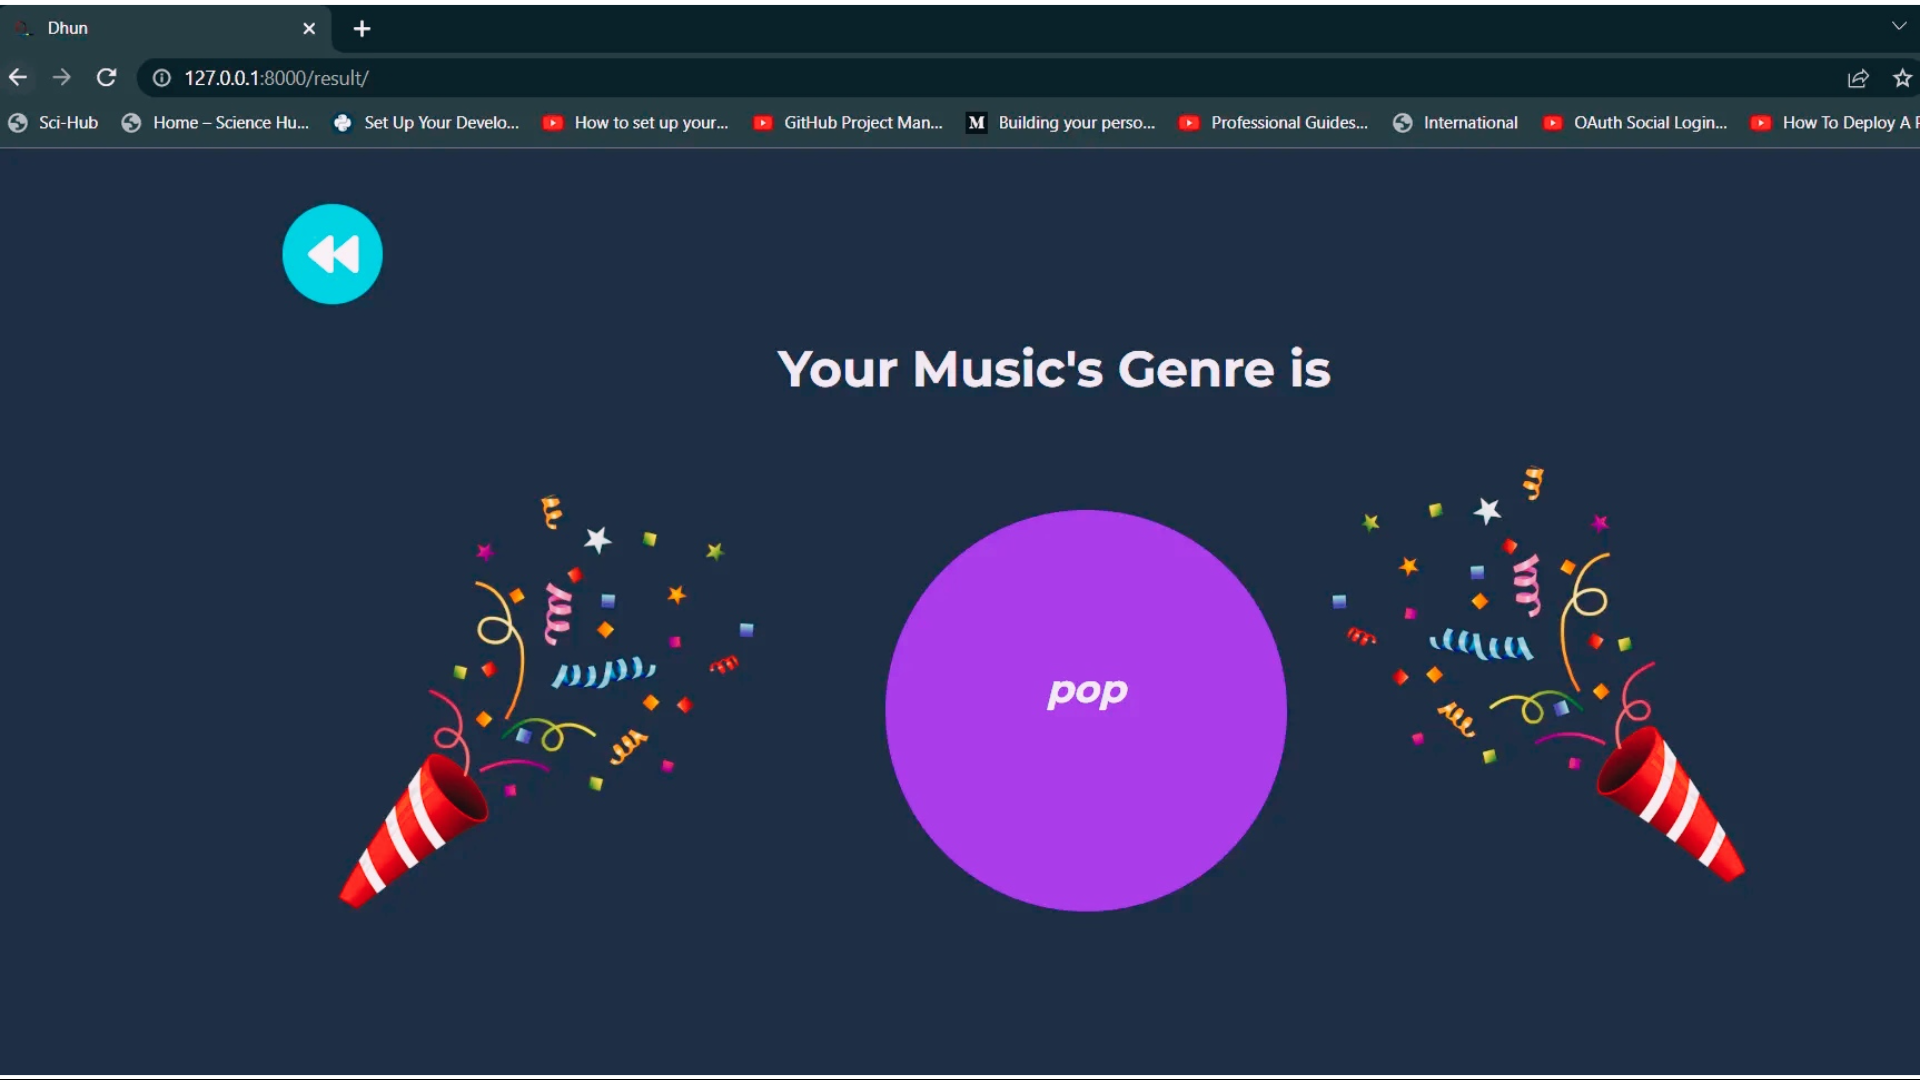 Dhun
127.0.0.1:8000/result/
Sci-Hub Home – Science Hu... Set Up Your Develo... How to set up your... GitHub Project Man... M Building your perso... Professional Guides... International OAuth Social Login... How To Deploy A P
Your Music's Genre is
pop